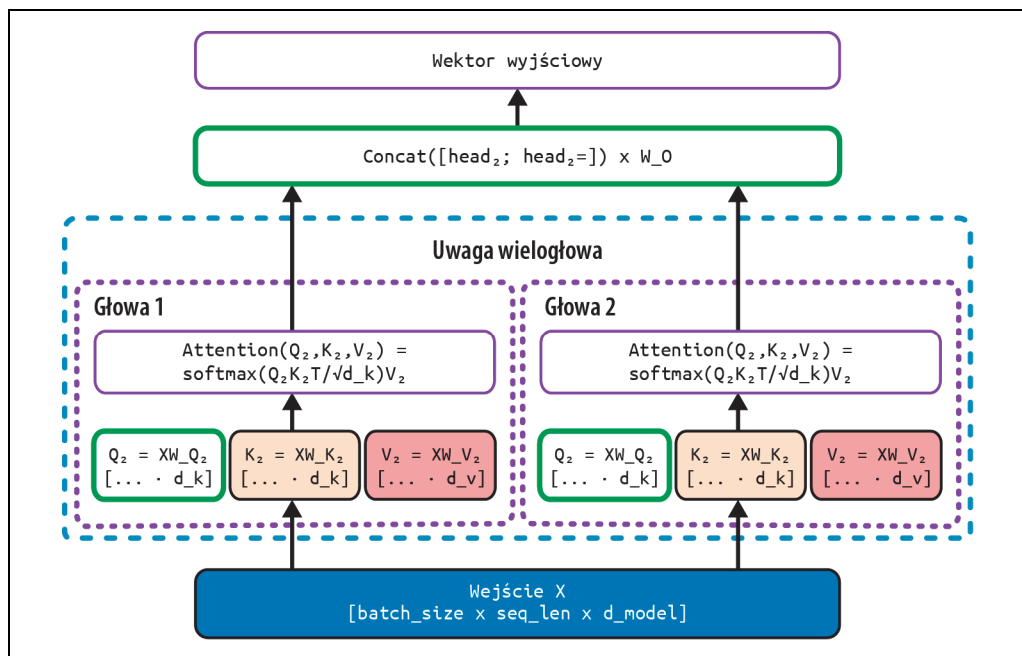 Wektor wyjściowy
Concat([head₂; head₂=]) x W_O
Uwaga wielogłowa
Głowa 1
Attention(Q₂,K₂,V₂) =
softmax(Q₂K₂T/√d_k)V₂
Q₂ = XW_Q₂
[... · d_k]
K₂ = XW_K₂
[... · d_k]
V₂ = XW_V₂
[... · d_v]
Głowa 2
Attention(Q₂,K₂,V₂) =
softmax(Q₂K₂T/√d_k)V₂
Q₂ = XW_Q₂
[... · d_k]
K₂ = XW_K₂
[... · d_k]
V₂ = XW_V₂
[... · d_v]
Wejście X
[batch_size x seq_len x d_model]